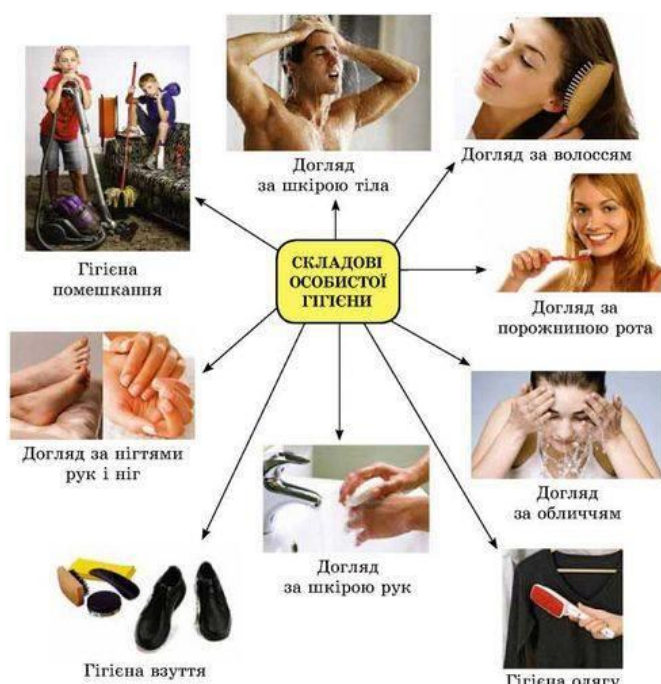 Догляд
за шкірою тіла
Догляд за волоссям
Гігієна
помешкання
СКЛАДОВІ
ОСОБИСТОЇ
ГІГІЄНИ
Догляд за
порожниною рота
Догляд за нігтями
рук і ніг
Догляд
за шкірою рук
Догляд
за обличчям
Гігієна взуття
Гігієна одягу